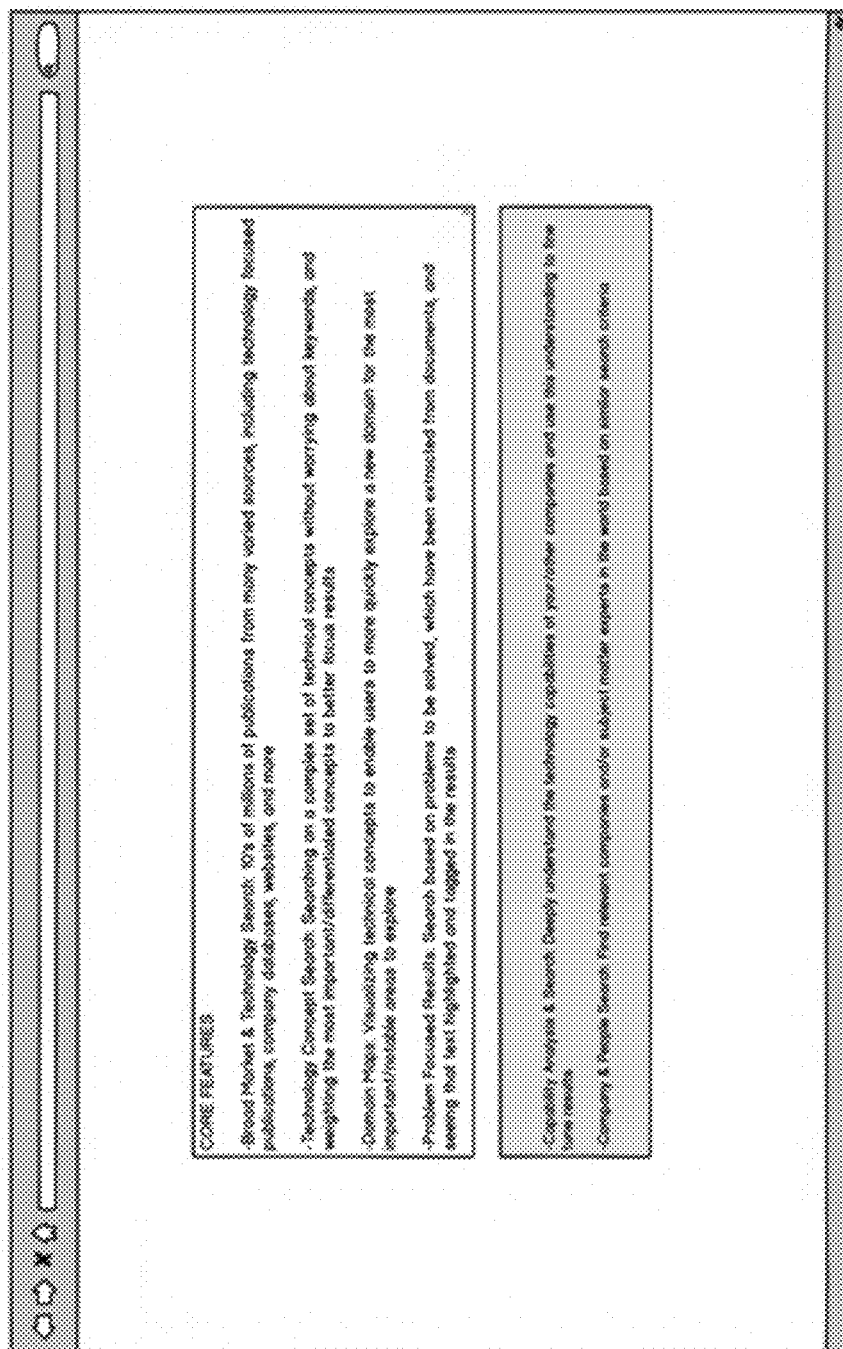 CORE FEATURES
-Broad Market & Technology Search: 10's of millions of publications from many varied sources, including technology focused
publications, company databases, websites, and more
-Technology Concept Search: Searching on a complex set of technical concepts without worrying about keywords, and
weighting the most important/differentiated concepts to better focus results
-Domain Maps: Visualizing technical concepts to enable users to more quickly explore a new domain for the most
important/notable areas to explore
-Problem Focused Results: Search based on problems to be solved, which have been extracted from documents, and
seeing that text highlighted and tagged in the results
-Capability Analysis & Search: Deeply understand the technology capabilities of your/other companies and use this understanding to fine
tune results
-Company & People Search: Find relevant companies and/or subject matter experts in the world based on similar search criteria